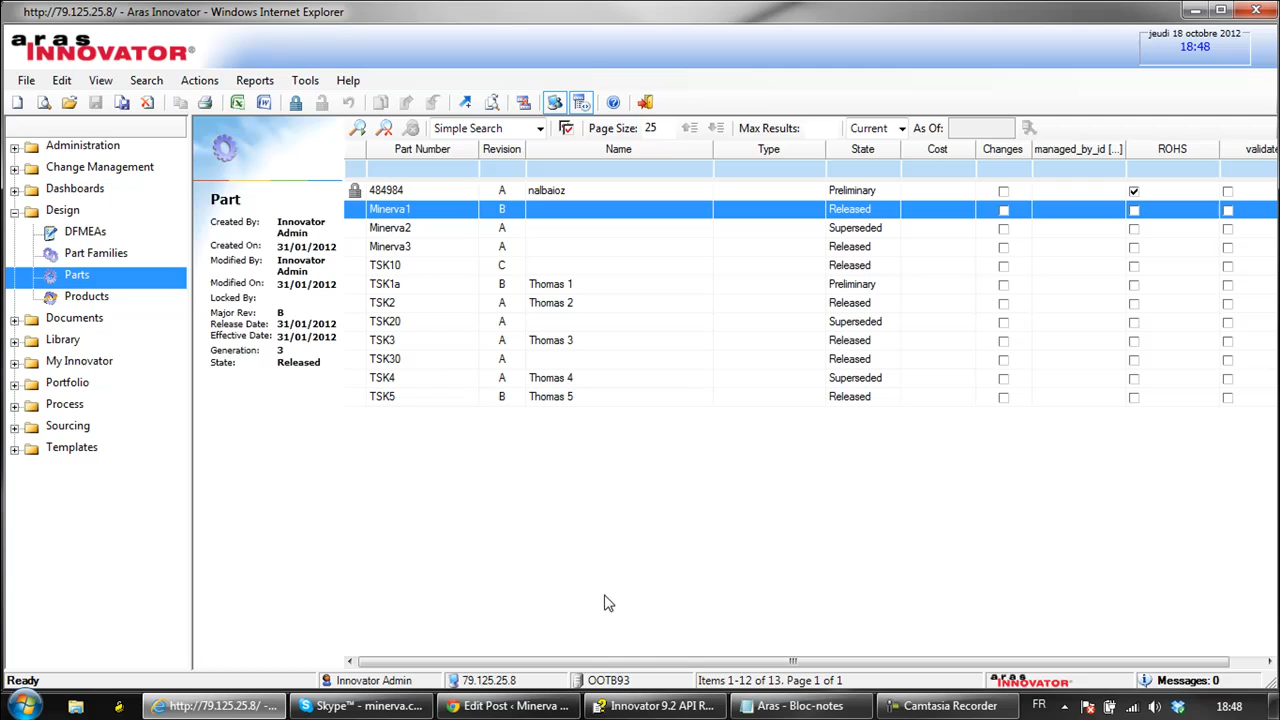 http://79.125.25.8/ - Aras Innovator - Windows Internet Explorer
aras
INNOVATOR®
jeudi 18 octobre 2012
18:48
File Edit View Search Actions Reports Tools Help
Simple Search Page Size: 25 Max Results: Current As Of:
Administration
Change Management
Dashboards
Design
DFMEAs
Part Families
Parts
Products
Documents
Library
My Innovator
Portfolio
Process
Sourcing
Templates
Part
Created By: Innovator Admin
Created On: 31/01/2012
Modified By: Innovator Admin
Modified On: 31/01/2012
Locked By:
Major Rev: B
Release Date: 31/01/2012
Effective Date: 31/01/2012
Generation: 3
State: Released
Part Number Revision Name Type State Cost Changes managed_by_id [...] ROHS validate
484984 A nalbaioz Preliminary
Minerva1 B Released
Minerva2 A Superseded
Minerva3 A Released
TSK10 C Released
TSK1a B Thomas 1 Preliminary
TSK2 A Thomas 2 Released
TSK20 A Superseded
TSK3 A Thomas 3 Released
TSK30 A Released
TSK4 A Thomas 4 Superseded
TSK5 B Thomas 5 Released
Ready Innovator Admin 79.125.25.8 OOTB93 Items 1-12 of 13. Page 1 of 1 aras INNOVATOR Messages: 0
http://79.125.25.8/ -... Skype™ - minerva.c... Edit Post ‹ Minerva ... Innovator 9.2 API R... Aras - Bloc-notes Camtasia Recorder FR 18:48